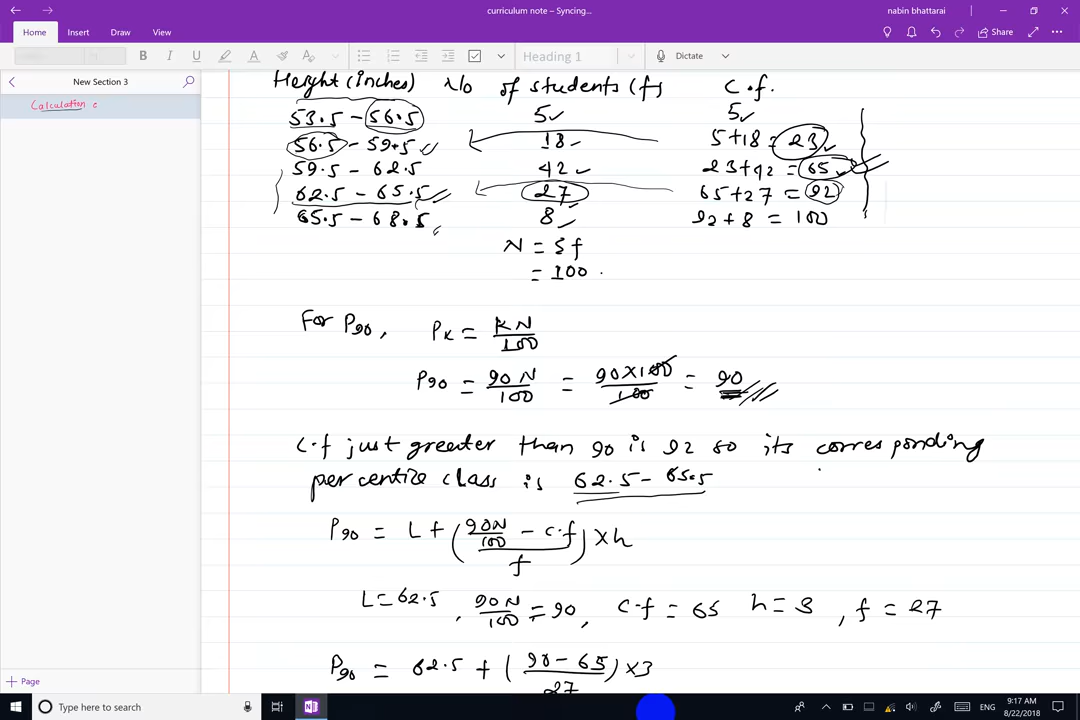 curriculum note – Syncing...
nabin bhattarai
Home Insert Draw View
Share
B I U A Heading 1 Dictate
New Section 3
Calculation c
Height (inches) No of students (f) C.f.
53.5 - 56.5 5 5
56.5 - 59.5 18 5+18 = 23
59.5 - 62.5 42 23+42 = 65
62.5 - 65.5 27 65+27 = 92
65.5 - 68.5 8 92+8 = 100
N = Σf
= 100
For P90, PK = KN/100
P90 = 90N/100 = 90×100/100 = 90
C.f just greater than 90 is 92 so its corresponding
percentile class is 62.5 - 65.5
P90 = L + (90N/100 - c.f / f) × h
L = 62.5, 90N/100 = 90, C.f = 65 h = 3, f = 27
P90 = 62.5 + (90 - 65 / 27) × 3
+ Page
Type here to search
ENG
9:17 AM
8/22/2018